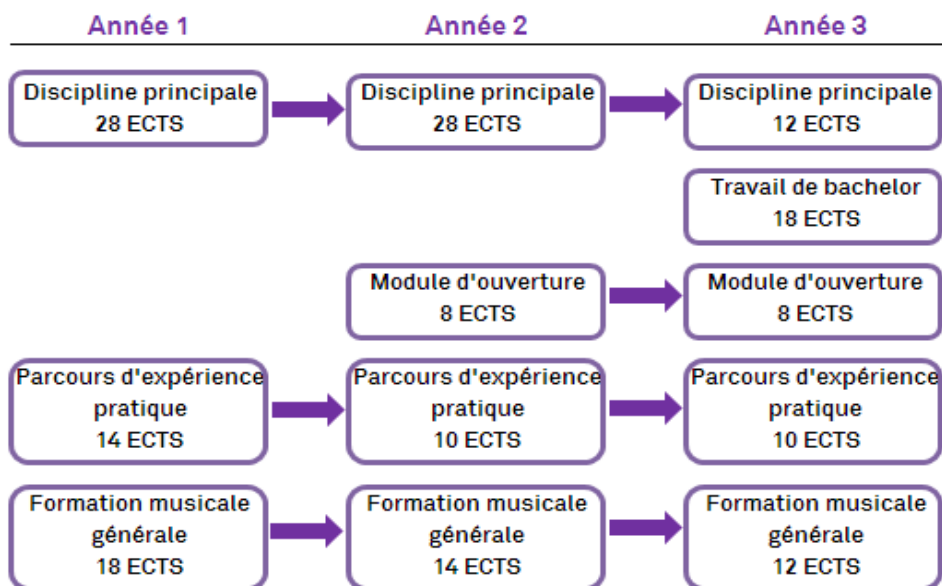 Année 1
Année 2
Année 3
Discipline principale
28 ECTS
Discipline principale
28 ECTS
Discipline principale
12 ECTS
Travail de bachelor
18 ECTS
Module d'ouverture
8 ECTS
Module d'ouverture
8 ECTS
Parcours d'expérience
pratique
14 ECTS
Parcours d'expérience
pratique
10 ECTS
Parcours d'expérience
pratique
10 ECTS
Formation musicale
générale
18 ECTS
Formation musicale
générale
14 ECTS
Formation musicale
générale
12 ECTS